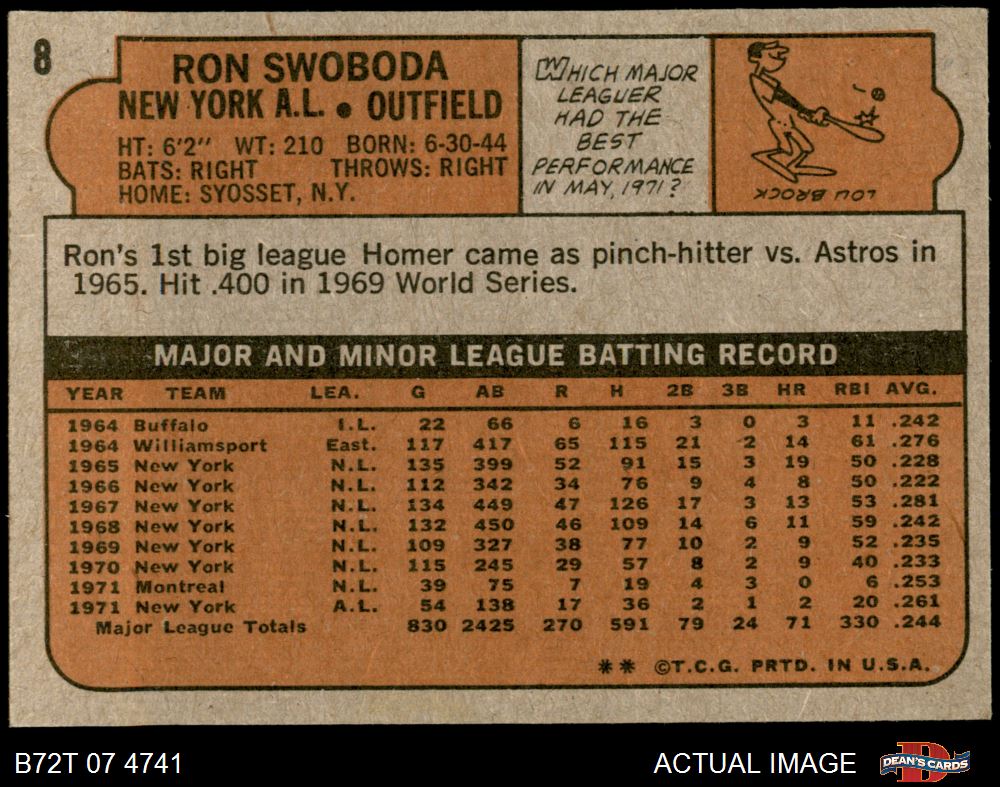 8
RON SWOBODA
NEW YORK A.L. • OUTFIELD
HT: 6'2" WT: 210 BORN: 6-30-44
BATS: RIGHT THROWS: RIGHT
HOME: SYOSSET, N.Y.
WHICH MAJOR
LEAGUER
HAD THE
BEST
PERFORMANCE
IN MAY, 1971?
LOU BROCK
Ron's 1st big league Homer came as pinch-hitter vs. Astros in
1965. Hit .400 in 1969 World Series.
MAJOR AND MINOR LEAGUE BATTING RECORD
YEAR TEAM LEA. G AB R H 2B 3B HR RBI AVG.
1964 Buffalo I.L. 22 66 6 16 3 0 3 11 .242
1964 Williamsport East. 117 417 65 115 21 2 14 61 .276
1965 New York N.L. 135 399 52 91 15 3 19 50 .228
1966 New York N.L. 112 342 34 76 9 4 8 50 .222
1967 New York N.L. 134 449 47 126 17 3 13 53 .281
1968 New York N.L. 132 450 46 109 14 6 11 59 .242
1969 New York N.L. 109 327 38 77 10 2 9 52 .235
1970 New York N.L. 115 245 29 57 8 2 9 40 .233
1971 Montreal N.L. 39 75 7 19 4 3 0 6 .253
1971 New York A.L. 54 138 17 36 2 1 2 20 .261
Major League Totals 830 2425 270 591 79 24 71 330 .244
** ©T.C.G. PRTD. IN U.S.A.
B72T 07 4741
ACTUAL IMAGE
D
DEAN'S CARDS